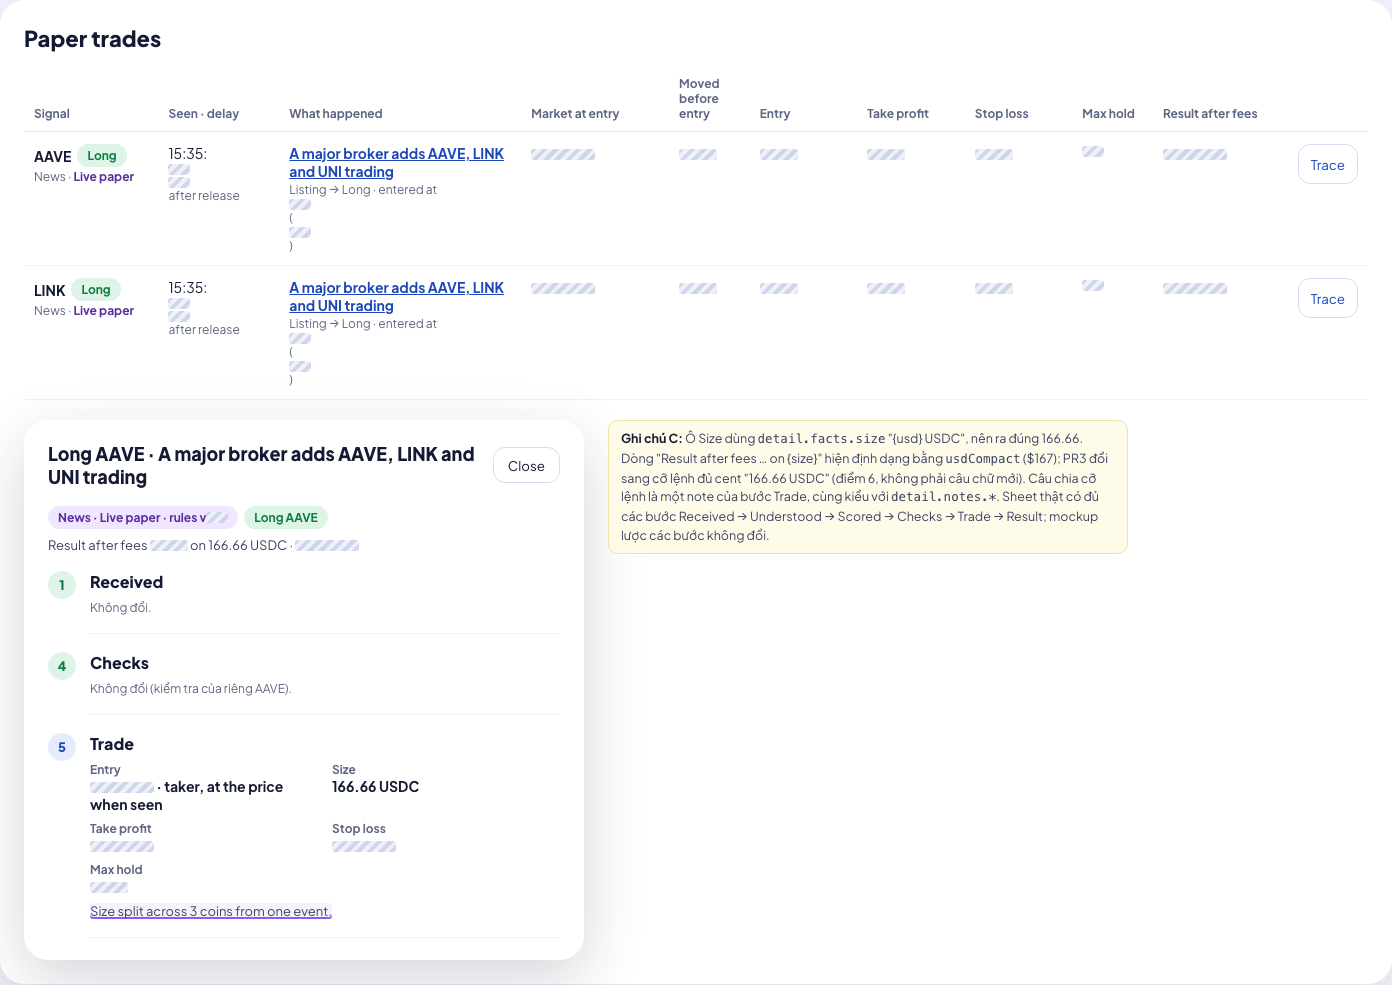 Paper trades
Signal
Seen · delay
What happened
Market at entry
Moved
before
entry
Entry
Take profit
Stop loss
Max hold
Result after fees
AAVE Long
News · Live paper
15:35:
after release
A major broker adds AAVE, LINK
and UNI trading
Listing → Long · entered at
(
)
Trace
LINK Long
News · Live paper
15:35:
after release
A major broker adds AAVE, LINK
and UNI trading
Listing → Long · entered at
(
)
Trace
Long AAVE · A major broker adds AAVE, LINK and
UNI trading
Close
News · Live paper · rules v
Long AAVE
Result after fees on 166.66 USDC ·
1 Received
Không đổi.
4 Checks
Không đổi (kiểm tra của riêng AAVE).
5 Trade
Entry
· taker, at the price
when seen
Size
166.66 USDC
Take profit
Stop loss
Max hold
Size split across 3 coins from one event.
Ghi chú C: Ô Size dùng detail.facts.size "{usd} USDC", nên ra đúng 166.66.
Dòng "Result after fees … on {size}" hiện định dạng bằng usdCompact ($167); PR3 đổi
sang cỡ lệnh đủ cent "166.66 USDC" (điểm 6, không phải câu chữ mới). Câu chia cỡ
lệnh là một note của bước Trade, cùng kiểu với detail.notes.*. Sheet thật có đủ
các bước Received → Understood → Scored → Checks → Trade → Result; mockup
lược các bước không đổi.